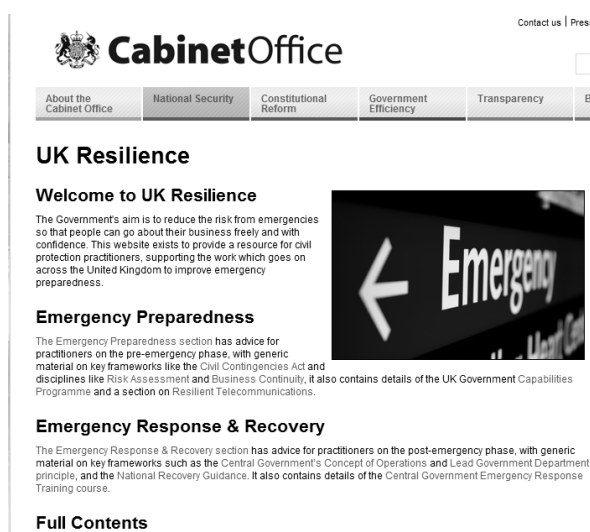 Contact us | Press
CabinetOffice
About the
Cabinet Office
National Security
Constitutional
Reform
Government
Efficiency
Transparency
UK Resilience
Welcome to UK Resilience
The Government's aim is to reduce the risk from emergencies
so that people can go about their business freely and with
confidence. This website exists to provide a resource for civil
protection practitioners, supporting the work which goes on
across the United Kingdom to improve emergency
preparedness.
Emergency
Heart
Emergency Preparedness
The Emergency Preparedness section has advice for
practitioners on the pre-emergency phase, with generic
material on key frameworks like the Civil Contingencies Act and
disciplines like Risk Assessment and Business Continuity, it also contains details of the UK Government Capabilities
Programme and a section on Resilient Telecommunications.
Emergency Response & Recovery
The Emergency Response & Recovery section has advice for practitioners on the post-emergency phase, with generic
material on key frameworks such as the Central Government's Concept of Operations and Lead Government Department
principle, and the National Recovery Guidance. It also contains details of the Central Government Emergency Response
Training course.
Full Contents